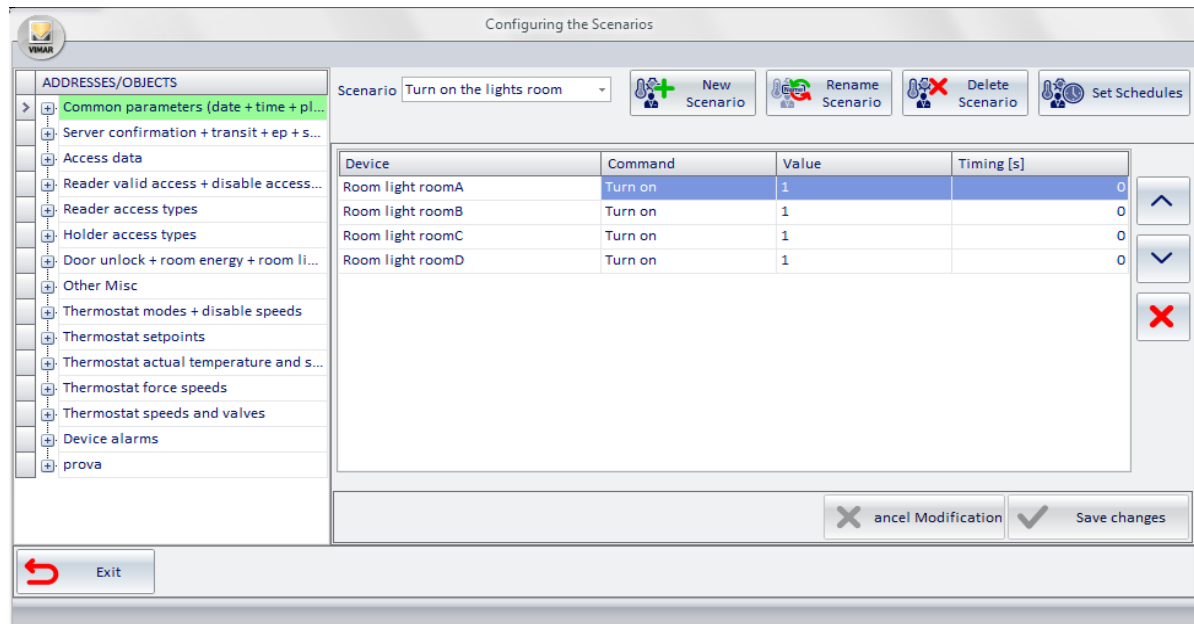 Configuring the Scenarios
VIMAR
ADDRESSES/OBJECTS
Common parameters (date + time + pl...
Server confirmation + transit + ep + s...
Access data
Reader valid access + disable access...
Reader access types
Holder access types
Door unlock + room energy + room li...
Other Misc
Thermostat modes + disable speeds
Thermostat setpoints
Thermostat actual temperature and s...
Thermostat force speeds
Thermostat speeds and valves
Device alarms
prova
Scenario Turn on the lights room
New
Scenario
Rename
Scenario
Delete
Scenario
Set Schedules
Device Command Value Timing [s]
Room light roomA Turn on 1 0
Room light roomB Turn on 1 0
Room light roomC Turn on 1 0
Room light roomD Turn on 1 0
ancel Modification
Save changes
Exit